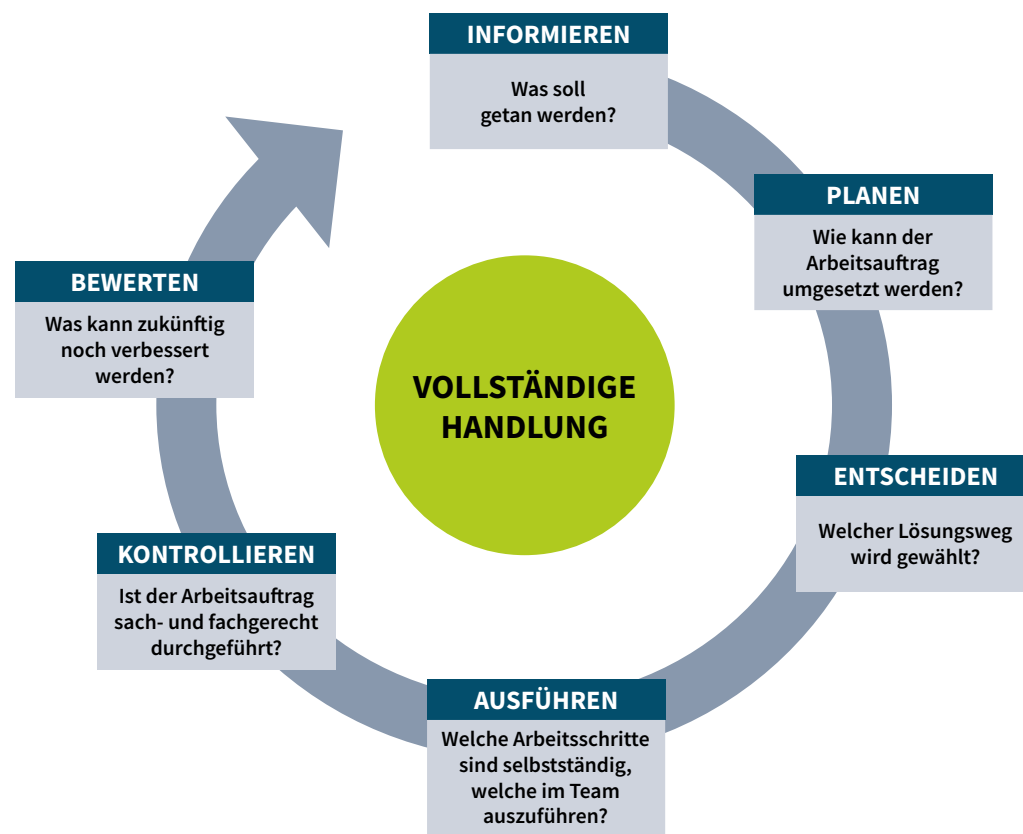 INFORMIEREN
Was soll
getan werden?
PLANEN
Wie kann der
Arbeitsauftrag
umgesetzt werden?
ENTSCHEIDEN
Welcher Lösungsweg
wird gewählt?
AUSFÜHREN
Welche Arbeitsschritte
sind selbstständig,
welche im Team
auszuführen?
KONTROLLIEREN
Ist der Arbeitsauftrag
sach- und fachgerecht
durchgeführt?
BEWERTEN
Was kann zukünftig
noch verbessert
werden?
VOLLSTÄNDIGE
HANDLUNG